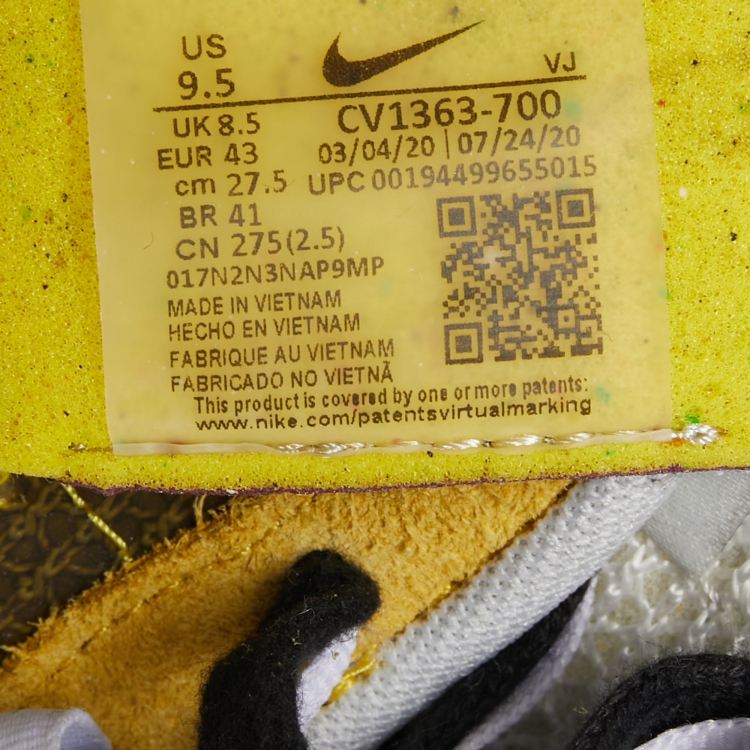 US
9.5
VJ
UK 8.5
CV1363-700
EUR 43
03/04/20 | 07/24/20
cm 27.5
UPC 00194499655015
BR 41
CN 275(2.5)
017N2N3NAP9MP
MADE IN VIETNAM
HECHO EN VIETNAM
FABRIQUE AU VIETNAM
FABRICADO NO VIETNÃ
This product is covered by one or more patents:
www.nike.com/patentsvirtualmarking